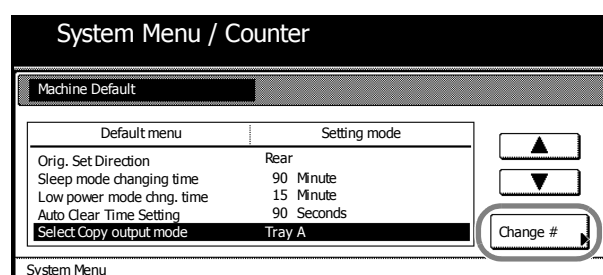 System Menu / Counter
Machine Default
Default menu Setting mode
Orig. Set Direction Rear
Sleep mode changing time 90 Minute
Low power mode chng. time 15 Minute
Auto Clear Time Setting 90 Seconds
Select Copy output mode Tray A
Change #
System Menu